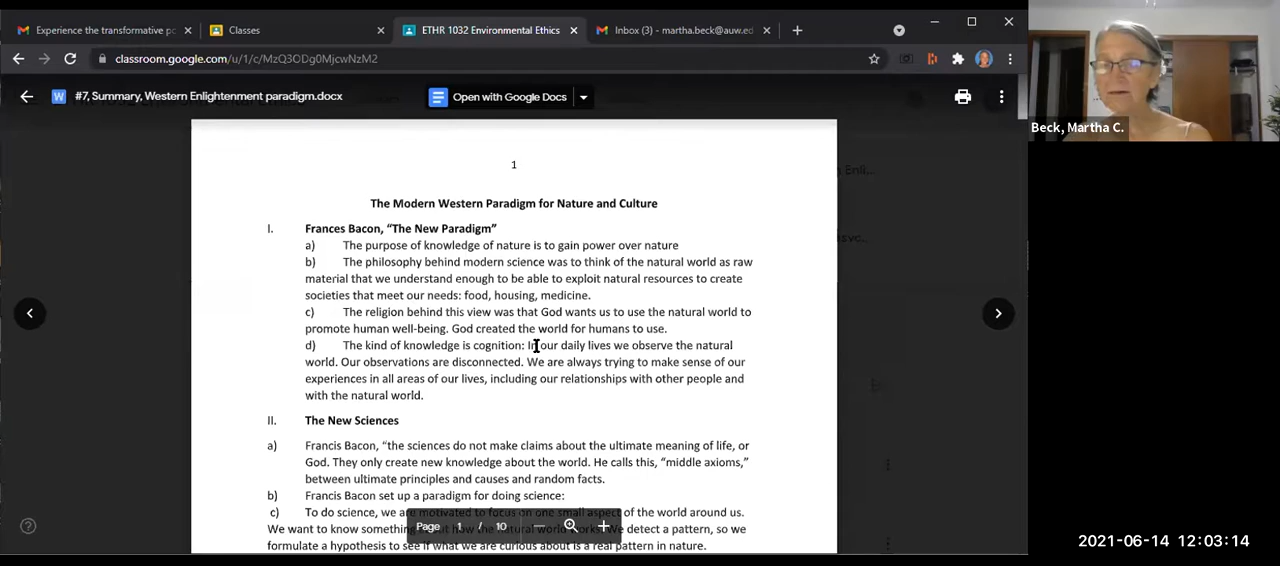 Experience the transformative po
Classes
ETHR 1032 Environmental Ethics
Inbox (3) - martha.beck@auw.ed
classroom.google.com/u/1/c/MzQ3ODg0MjcwNzM2
#7, Summary, Western Enlightenment paradigm.docx
Open with Google Docs
Beck, Martha C.
1
The Modern Western Paradigm for Nature and Culture
I. Frances Bacon, “The New Paradigm”
a) The purpose of knowledge of nature is to gain power over nature
b) The philosophy behind modern science was to think of the natural world as raw
material that we understand enough to be able to exploit natural resources to create
societies that meet our needs: food, housing, medicine.
c) The religion behind this view was that God wants us to use the natural world to
promote human well-being. God created the world for humans to use.
d) The kind of knowledge is cognition: In our daily lives we observe the natural
world. Our observations are disconnected. We are always trying to make sense of our
experiences in all areas of our lives, including our relationships with other people and
with the natural world.
II. The New Sciences
a) Francis Bacon, “the sciences do not make claims about the ultimate meaning of life, or
God. They only create new knowledge about the world. He calls this, “middle axioms,”
between ultimate principles and causes and random facts.
b) Francis Bacon set up a paradigm for doing science:
c) To do science, we are motivated to focus on one small aspect of the world around us.
We want to know something about how the natural world works. We detect a pattern, so we
formulate a hypothesis to see if what we are curious about is a real pattern in nature.
Page 1 / 10
2021-06-14 12:03:14